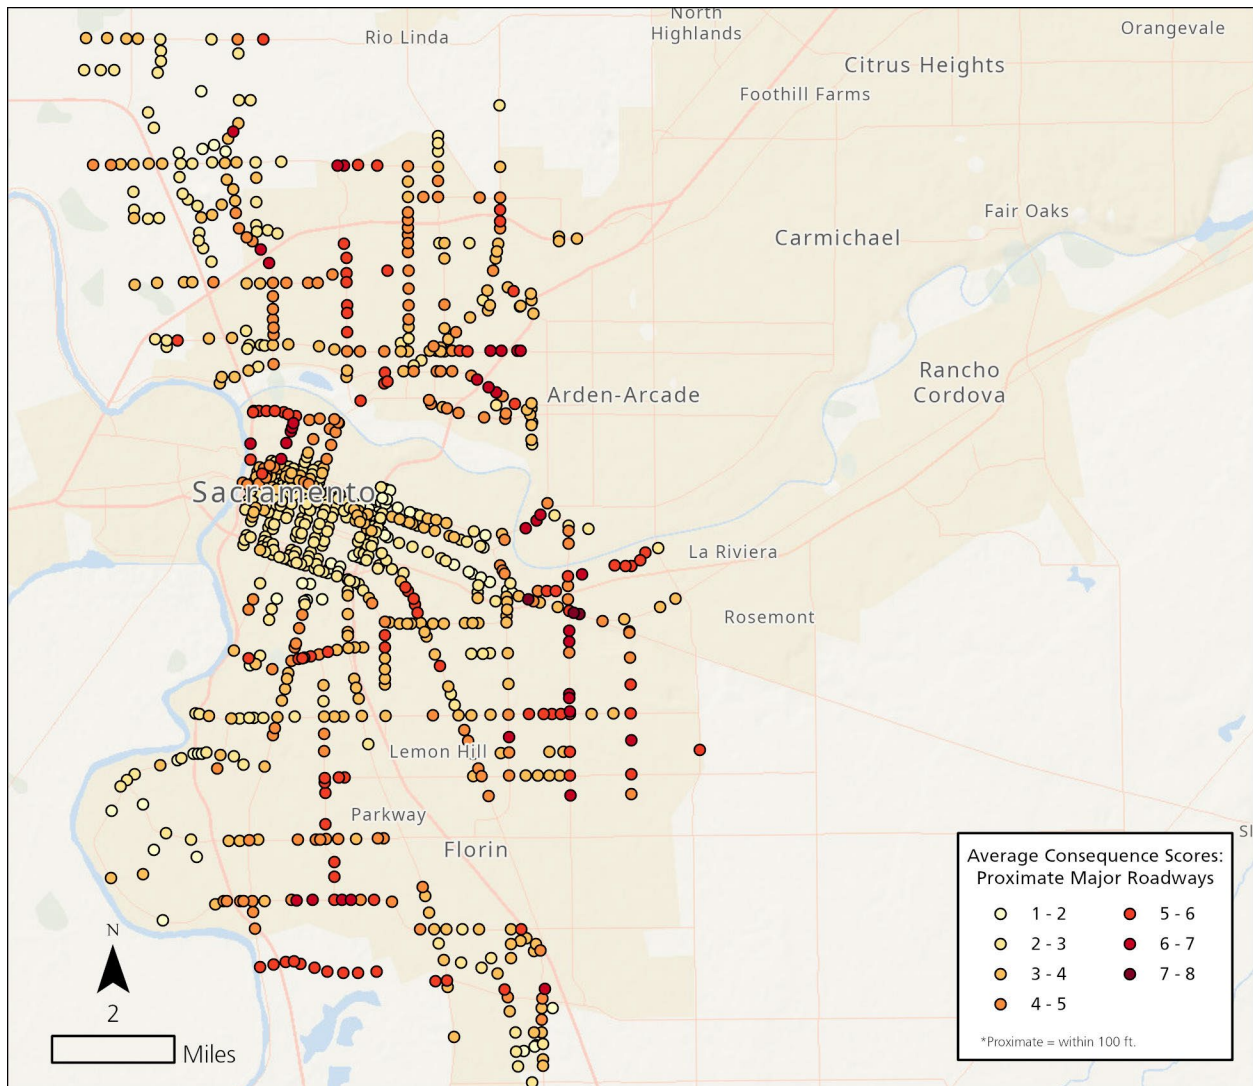 North
Highlands
Orangevale
Rio Linda
Citrus Heights
Foothill Farms
Fair Oaks
Carmichael
Rancho
Cordova
Arden-Arcade
Sacramento
La Riviera
Rosemont
Lemon Hill
Parkway
Florin
Average Consequence Scores:
Proximate Major Roadways
1 - 2
5 - 6
2 - 3
6 - 7
3 - 4
7 - 8
4 - 5
*Proximate = within 100 ft.
N
2
Miles